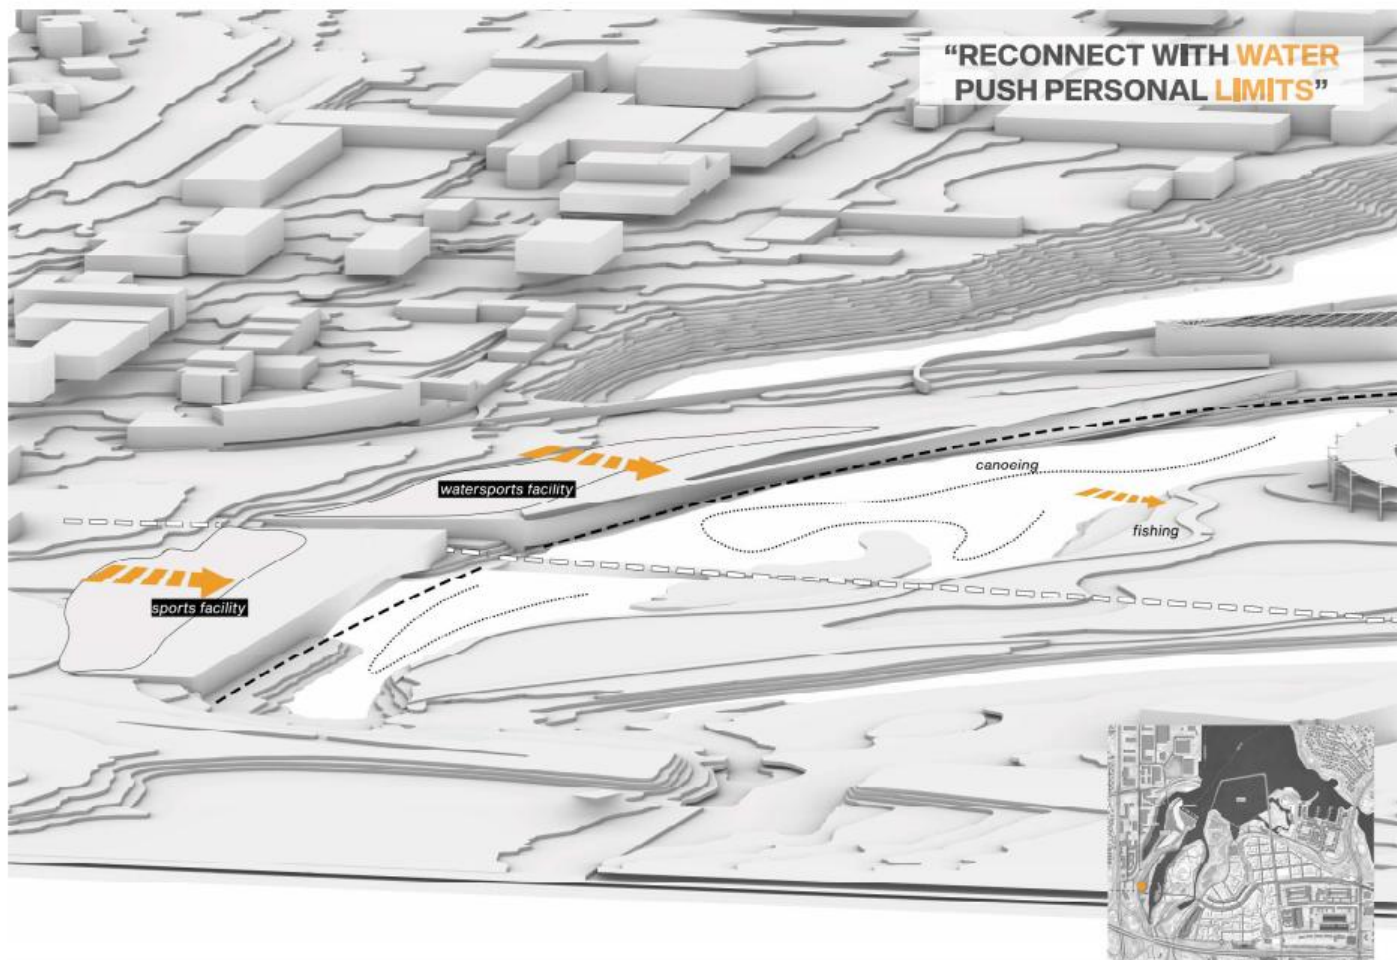 “RECONNECT WITH WATER
PUSH PERSONAL LIMITS”
canoeing
watersports facility
fishing
sports facility